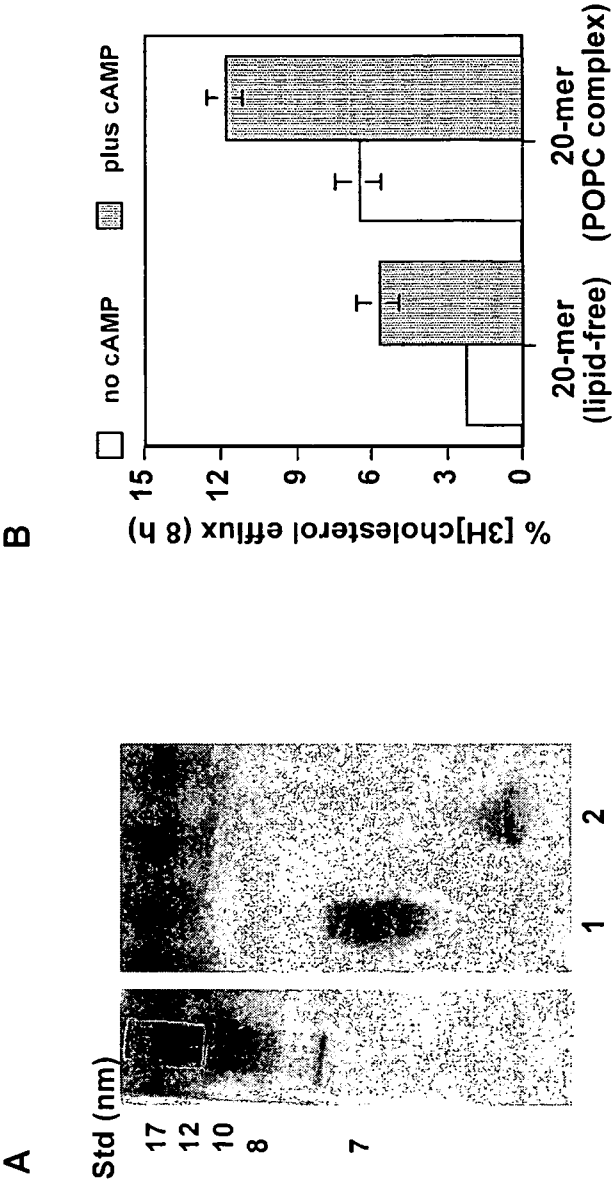 A
Std (nm)
17
12
10
8
7
1
2
B
no cAMP
plus cAMP
% [3H]cholesterol efflux (8 h)
15
12
9
6
3
0
20-mer
(lipid-free)
20-mer
(POPC complex)